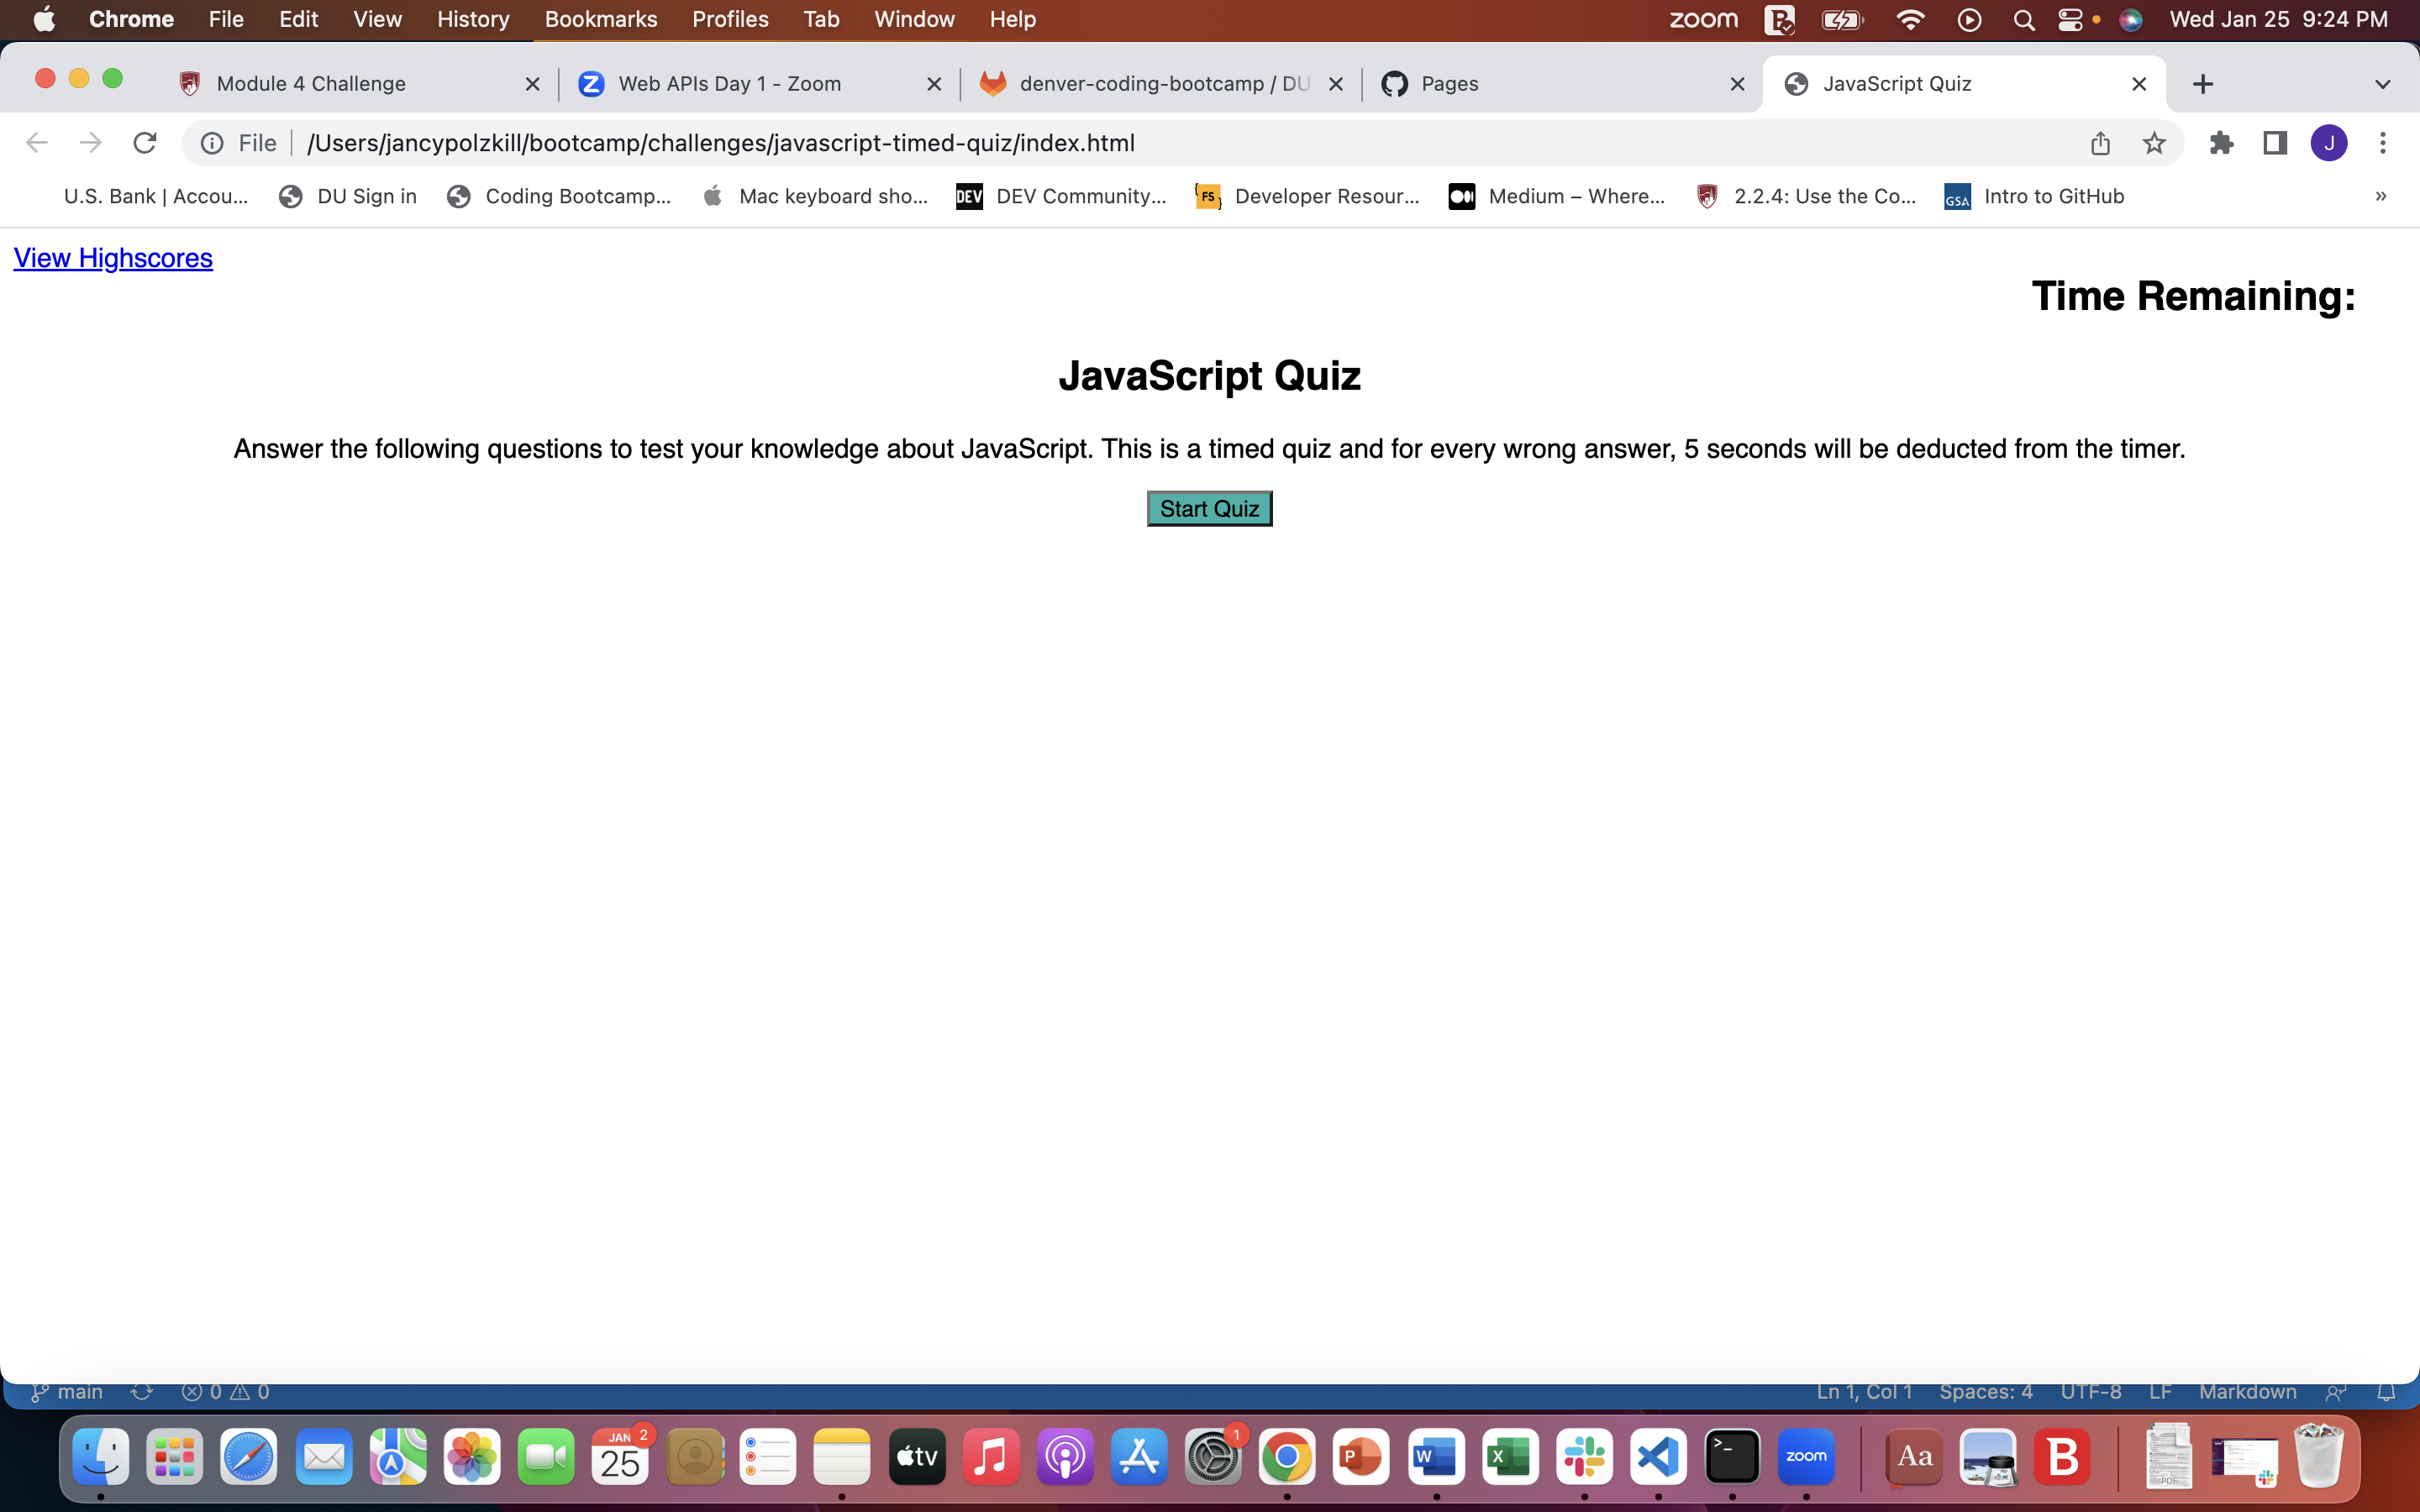 Chrome File Edit View History Bookmarks Profiles Tab Window Help zoom Wed Jan 25 9:24 PM
Module 4 Challenge Web APIs Day 1 - Zoom denver-coding-bootcamp / DU Pages JavaScript Quiz
File /Users/jancypolzkill/bootcamp/challenges/javascript-timed-quiz/index.html J
U.S. Bank | Accou... DU Sign in Coding Bootcamp... Mac keyboard sho... DEV DEV Community... FS Developer Resour... Medium – Where... 2.2.4: Use the Co... GSA Intro to GitHub »
View Highscores
Time Remaining:
JavaScript Quiz
Answer the following questions to test your knowledge about JavaScript. This is a timed quiz and for every wrong answer, 5 seconds will be deducted from the timer.
Start Quiz
main 0 0 Ln 1, Col 1 Spaces: 4 UTF-8 LF Markdown
JAN 2 25 tv 1 P W X >_ zoom Aa B PDF